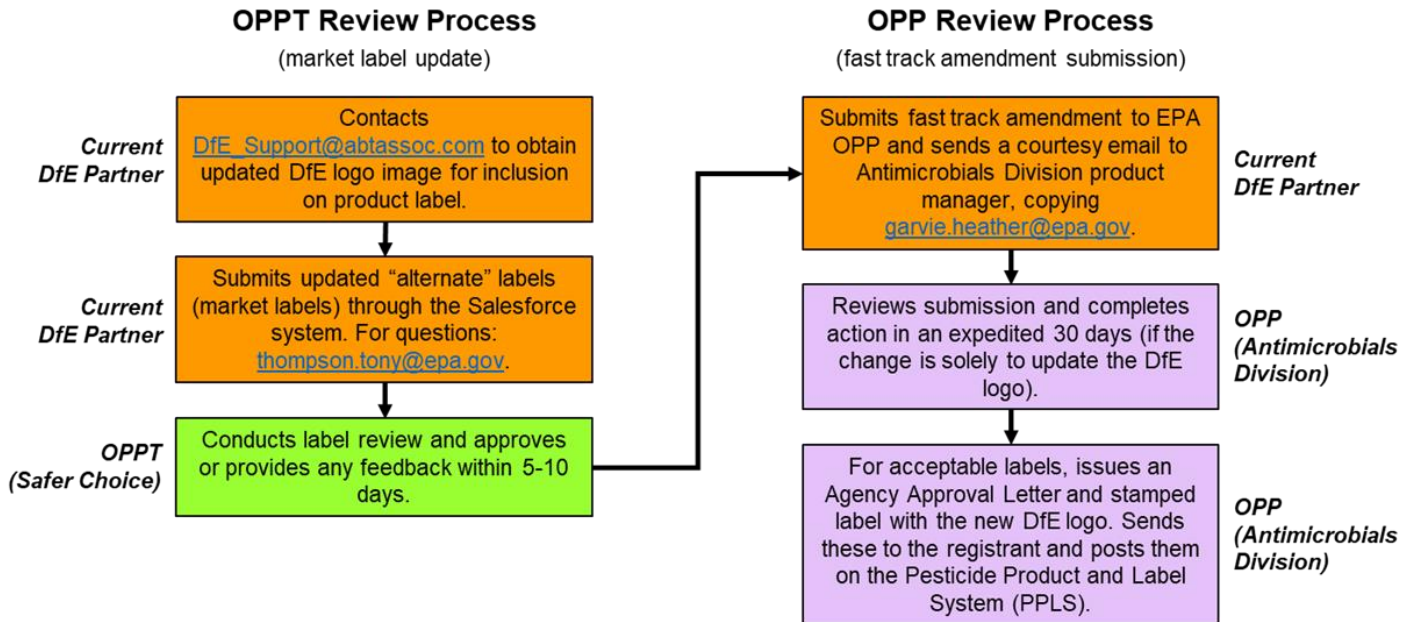 OPPT Review Process
(market label update)
Current
DfE Partner
Contacts
DfE_Support@abtassoc.com to obtain
updated DfE logo image for inclusion
on product label.
Current
DfE Partner
Submits updated “alternate” labels
(market labels) through the Salesforce
system. For questions:
thompson.tony@epa.gov.
OPPT
(Safer Choice)
Conducts label review and approves
or provides any feedback within 5-10
days.
OPP Review Process
(fast track amendment submission)
Submits fast track amendment to EPA
OPP and sends a courtesy email to
Antimicrobials Division product
manager, copying
garvie.heather@epa.gov.
Current
DfE Partner
Reviews submission and completes
action in an expedited 30 days (if the
change is solely to update the DfE
logo).
OPP
(Antimicrobials
Division)
For acceptable labels, issues an
Agency Approval Letter and stamped
label with the new DfE logo. Sends
these to the registrant and posts them
on the Pesticide Product and Label
System (PPLS).
OPP
(Antimicrobials
Division)